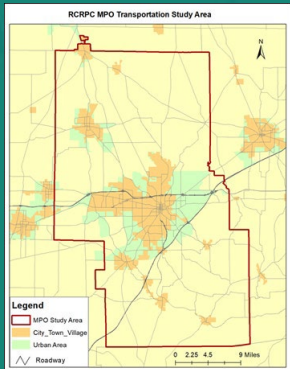 RCRPC MPO Transportation Study Area
N
Legend
MPO Study Area
City_Town_Village
Urban Area
Roadway
0 2.25 4.5 9 Miles